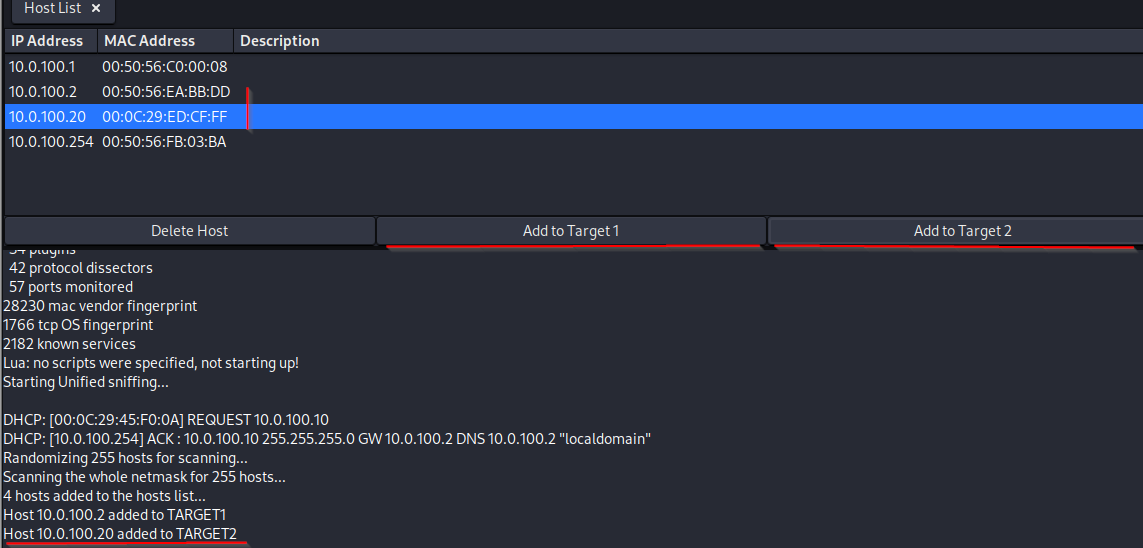 Host List ×
IP Address MAC Address Description
10.0.100.1 00:50:56:C0:00:08
10.0.100.2 00:50:56:EA:BB:DD
10.0.100.20 00:0C:29:ED:CF:FF
10.0.100.254 00:50:56:FB:03:BA
Delete Host Add to Target 1 Add to Target 2
34 plugins
42 protocol dissectors
57 ports monitored
28230 mac vendor fingerprint
1766 tcp OS fingerprint
2182 known services
Lua: no scripts were specified, not starting up!
Starting Unified sniffing...
DHCP: [00:0C:29:45:F0:0A] REQUEST 10.0.100.10
DHCP: [10.0.100.254] ACK : 10.0.100.10 255.255.255.0 GW 10.0.100.2 DNS 10.0.100.2 "localdomain"
Randomizing 255 hosts for scanning...
Scanning the whole netmask for 255 hosts...
4 hosts added to the hosts list...
Host 10.0.100.2 added to TARGET1
Host 10.0.100.20 added to TARGET2